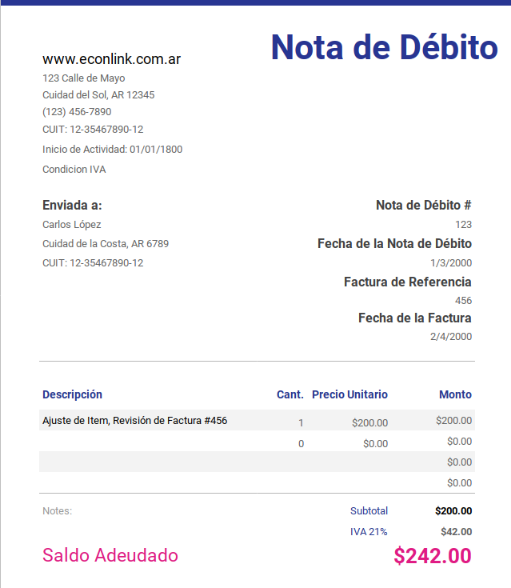 Nota de Débito
www.econlink.com.ar
123 Calle de Mayo
Cuidad del Sol, AR 12345
(123) 456-7890
CUIT: 12-35467890-12
Inicio de Actividad: 01/01/1800
Condicion IVA
Enviada a:
Carlos López
Cuidad de la Costa, AR 6789
CUIT: 12-35467890-12
Nota de Débito #
123
Fecha de la Nota de Débito
1/3/2000
Factura de Referencia
456
Fecha de la Factura
2/4/2000
Descripción Cant. Precio Unitario Monto
Ajuste de Item, Revisión de Factura #456 1 $200.00 $200.00
0 $0.00 $0.00
$0.00
$0.00
Notes: Subtotal $200.00
IVA 21% $42.00
Saldo Adeudado $242.00